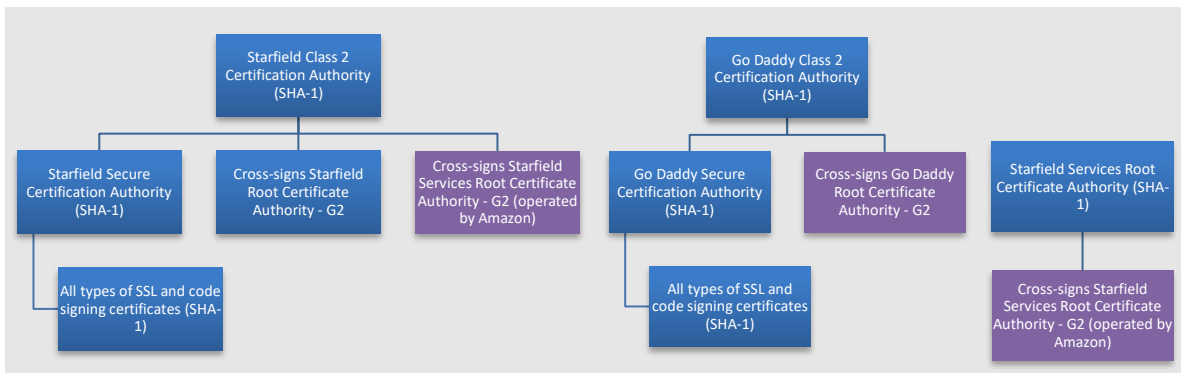 Starfield Class 2
Certification Authority
(SHA-1)
Go Daddy Class 2
Certification Authority
(SHA-1)
Starfield Secure
Certification Authority
(SHA-1)
Cross-signs Starfield
Root Certificate
Authority - G2
Cross-signs Starfield
Services Root Certificate
Authority - G2 (operated
by Amazon)
Go Daddy Secure
Certification Authority
(SHA-1)
Cross-signs Go Daddy
Root Certificate
Authority - G2
Starfield Services Root
Certificate Authority (SHA-
1)
All types of SSL and code
signing certificates (SHA-
1)
All types of SSL and
code signing certificates
(SHA-1)
Cross-signs Starfield
Services Root Certificate
Authority - G2 (operated by
Amazon)